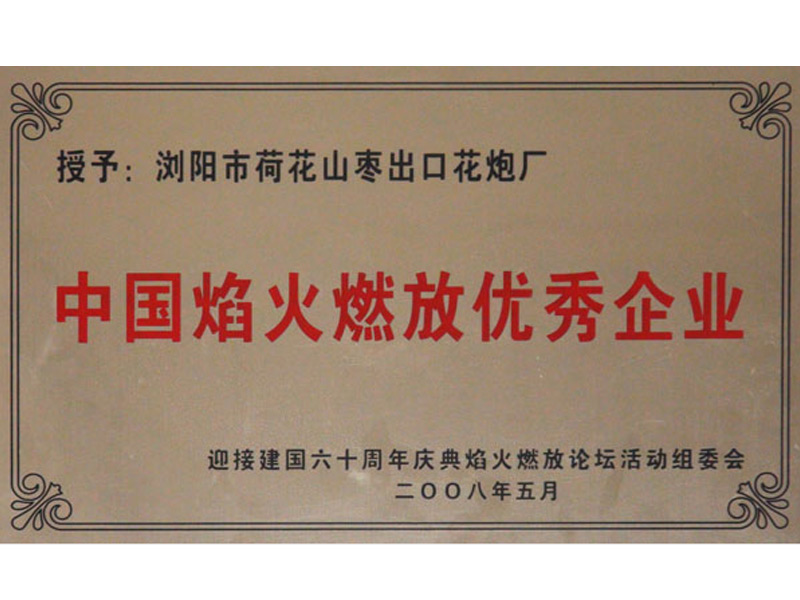 授予：浏阳市荷花山枣出口花炮厂
中国焰火燃放优秀企业
迎接建国六十周年庆典焰火燃放论坛活动组委会
二〇〇八年五月